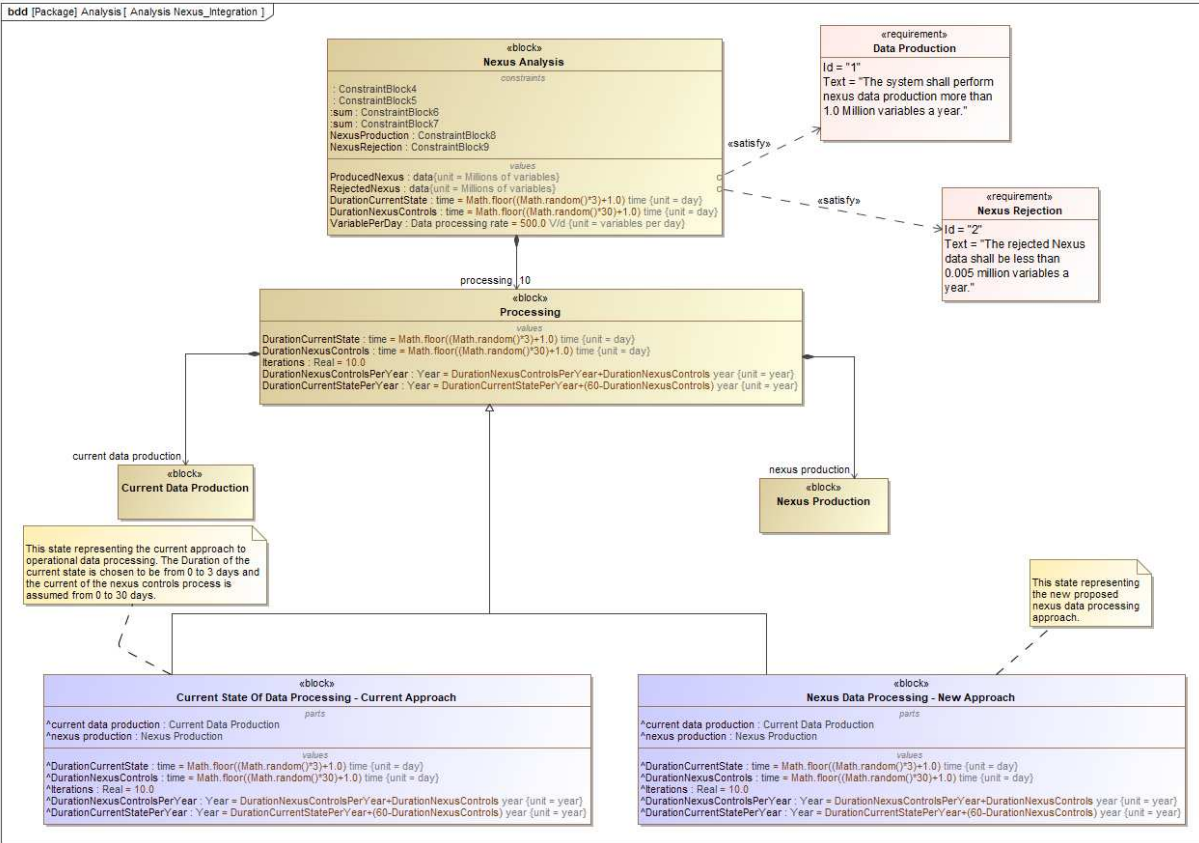 bdd [Package] Analysis [ Analysis Nexus_Integration ]
«block»
Nexus Analysis
constraints
: ConstraintBlock4
: ConstraintBlock5
:sum : ConstraintBlock6
:sum : ConstraintBlock7
NexusProduction : ConstraintBlock8
NexusRejection : ConstraintBlock9
values
ProducedNexus : data{unit = Millions of variables}
RejectedNexus : data{unit = Millions of variables}
DurationCurrentState : time = Math.floor((Math.random()*3)+1.0) time {unit = day}
DurationNexusControls : time = Math.floor((Math.random()*30)+1.0) time {unit = day}
VariablePerDay : Data processing rate = 500.0 V/d {unit = variables per day}
«requirement»
Data Production
Id = "1"
Text = "The system shall perform
nexus data production more than
1.0 Million variables a year."
«satisfy»
«satisfy»
«requirement»
Nexus Rejection
Id = "2"
Text = "The rejected Nexus
data shall be less than
0.005 million variables a
year."
processing 10
«block»
Processing
values
DurationCurrentState : time = Math.floor((Math.random()*3)+1.0) time {unit = day}
DurationNexusControls : time = Math.floor((Math.random()*30)+1.0) time {unit = day}
Iterations : Real = 10.0
DurationNexusControlsPerYear : Year = DurationNexusControlsPerYear+DurationNexusControls year {unit = year}
DurationCurrentStatePerYear : Year = DurationCurrentStatePerYear+(60-DurationNexusControls) year {unit = year}
current data production
«block»
Current Data Production
nexus production
«block»
Nexus Production
This state representing the current approach to
operational data processing. The Duration of the
current state is chosen to be from 0 to 3 days and
the current of the nexus controls process is
assumed from 0 to 30 days.
This state representing
the new proposed
nexus data processing
approach.
«block»
Current State Of Data Processing - Current Approach
parts
^current data production : Current Data Production
^nexus production : Nexus Production
values
^DurationCurrentState : time = Math.floor((Math.random()*3)+1.0) time {unit = day}
^DurationNexusControls : time = Math.floor((Math.random()*30)+1.0) time {unit = day}
^Iterations : Real = 10.0
^DurationNexusControlsPerYear : Year = DurationNexusControlsPerYear+DurationNexusControls year {unit = year}
^DurationCurrentStatePerYear : Year = DurationCurrentStatePerYear+(60-DurationNexusControls) year {unit = year}
«block»
Nexus Data Processing - New Approach
parts
^current data production : Current Data Production
^nexus production : Nexus Production
values
^DurationCurrentState : time = Math.floor((Math.random()*3)+1.0) time {unit = day}
^DurationNexusControls : time = Math.floor((Math.random()*30)+1.0) time {unit = day}
^Iterations : Real = 10.0
^DurationNexusControlsPerYear : Year = DurationNexusControlsPerYear+DurationNexusControls year {unit = year}
^DurationCurrentStatePerYear : Year = DurationCurrentStatePerYear+(60-DurationNexusControls) year {unit = year}